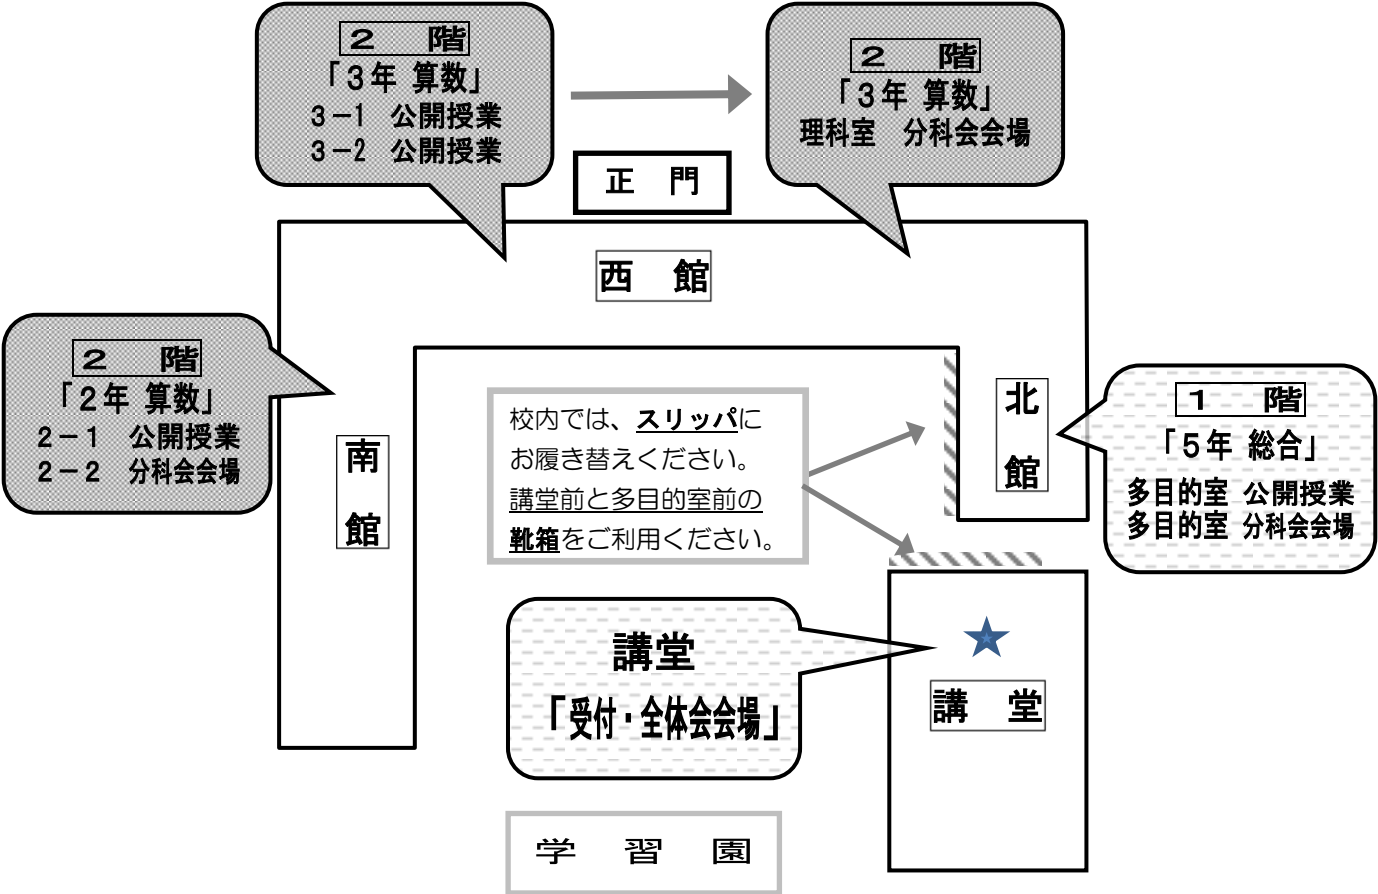 ２　階
「３年 算数」
３－１　公開授業
３－２　公開授業
２　階
「３年 算数」
理科室　分科会会場
正　門
西　館
２　階
「２年 算数」
２－１　公開授業
２－２　分科会会場
南
館
校内では、スリッパに
お履き替えください。
講堂前と多目的室前の
靴箱をご利用ください。
北
館
１　階
「５年 総合」
多目的室 公開授業
多目的室 分科会会場
講堂
「受付・全体会会場」
講　堂
学　習　園